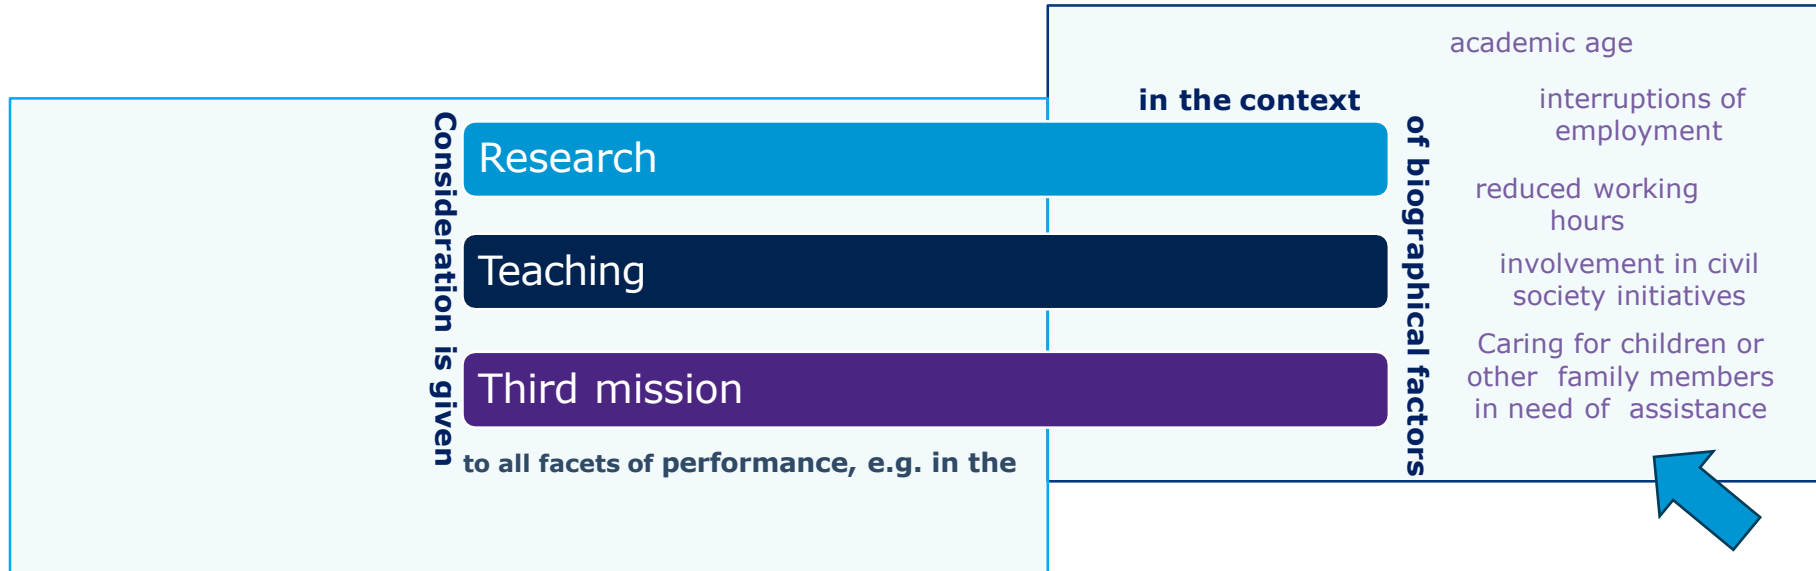 Consideration is given
Research
Teaching
Third mission
to all facets of performance, e.g. in the
in the context
of biographical factors
academic age
interruptions of
employment
reduced working
hours
involvement in civil
society initiatives
Caring for children or
other family members
in need of assistance